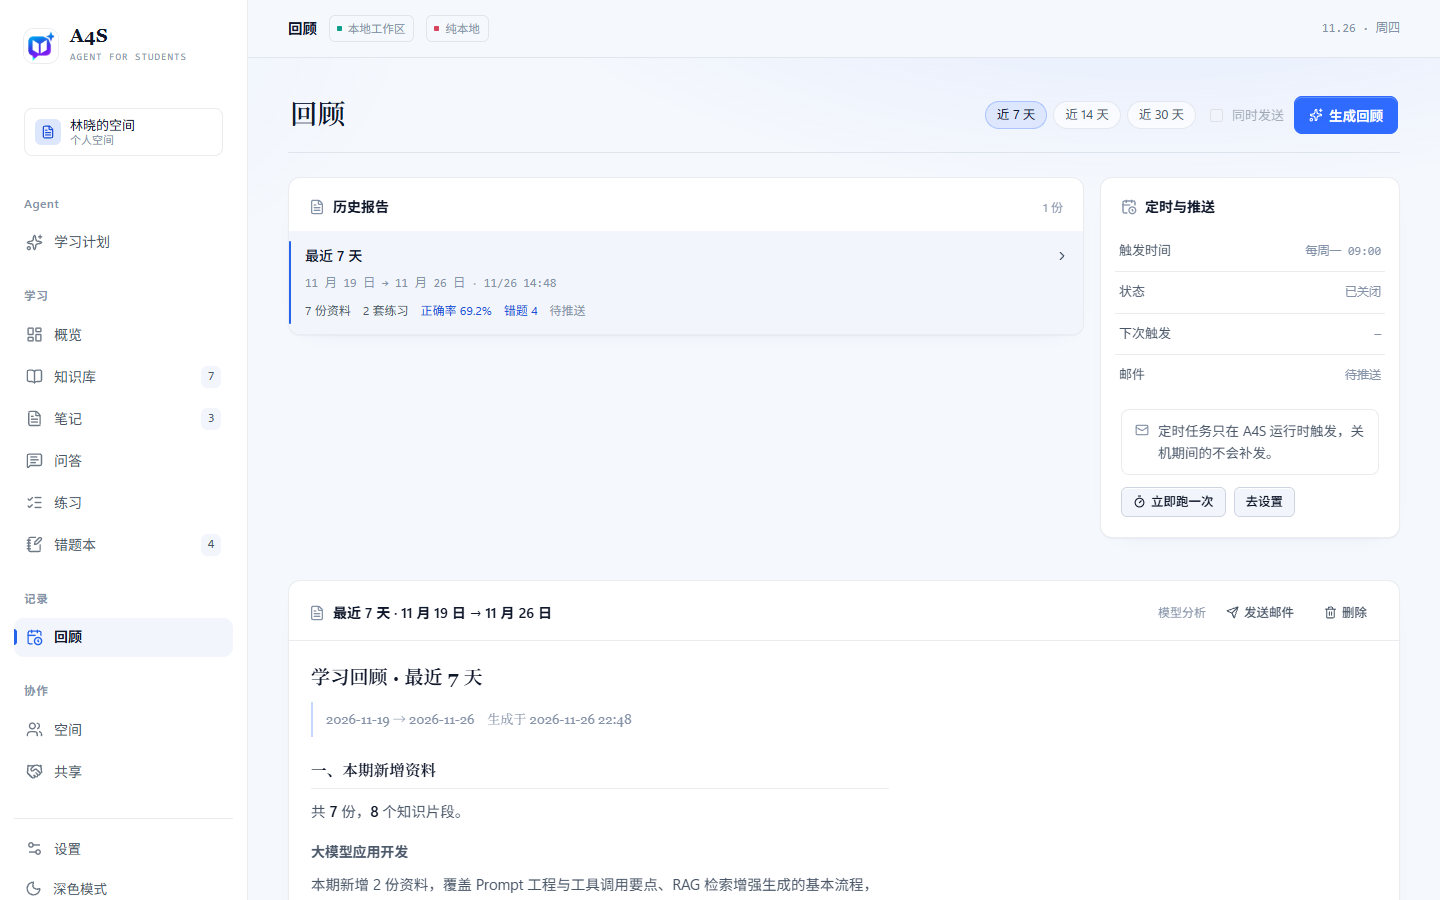 A4S
AGENT FOR STUDENTS
林晓的空间
个人空间
Agent
学习计划
学习
概览
知识库 7
笔记 3
问答
练习
错题本 4
记录
回顾
协作
空间
共享
设置
深色模式
回顾 本地工作区 纯本地 11.26 · 周四
回顾 近 7 天 近 14 天 近 30 天 同时发送 生成回顾
历史报告 1 份
最近 7 天
11 月 19 日 → 11 月 26 日 · 11/26 14:48
7 份资料 2 套练习 正确率 69.2% 错题 4 待推送
定时与推送
触发时间 每周一 09:00
状态 已关闭
下次触发 —
邮件 待推送
定时任务只在 A4S 运行时触发，关
机期间的不会补发。
立即跑一次 去设置
最近 7 天 · 11 月 19 日 → 11 月 26 日 模型分析 发送邮件 删除
学习回顾 · 最近 7 天
2026-11-19 → 2026-11-26 生成于 2026-11-26 22:48
一、本期新增资料
共 7 份，8 个知识片段。
大模型应用开发
本期新增 2 份资料，覆盖 Prompt 工程与工具调用要点、RAG 检索增强生成的基本流程，